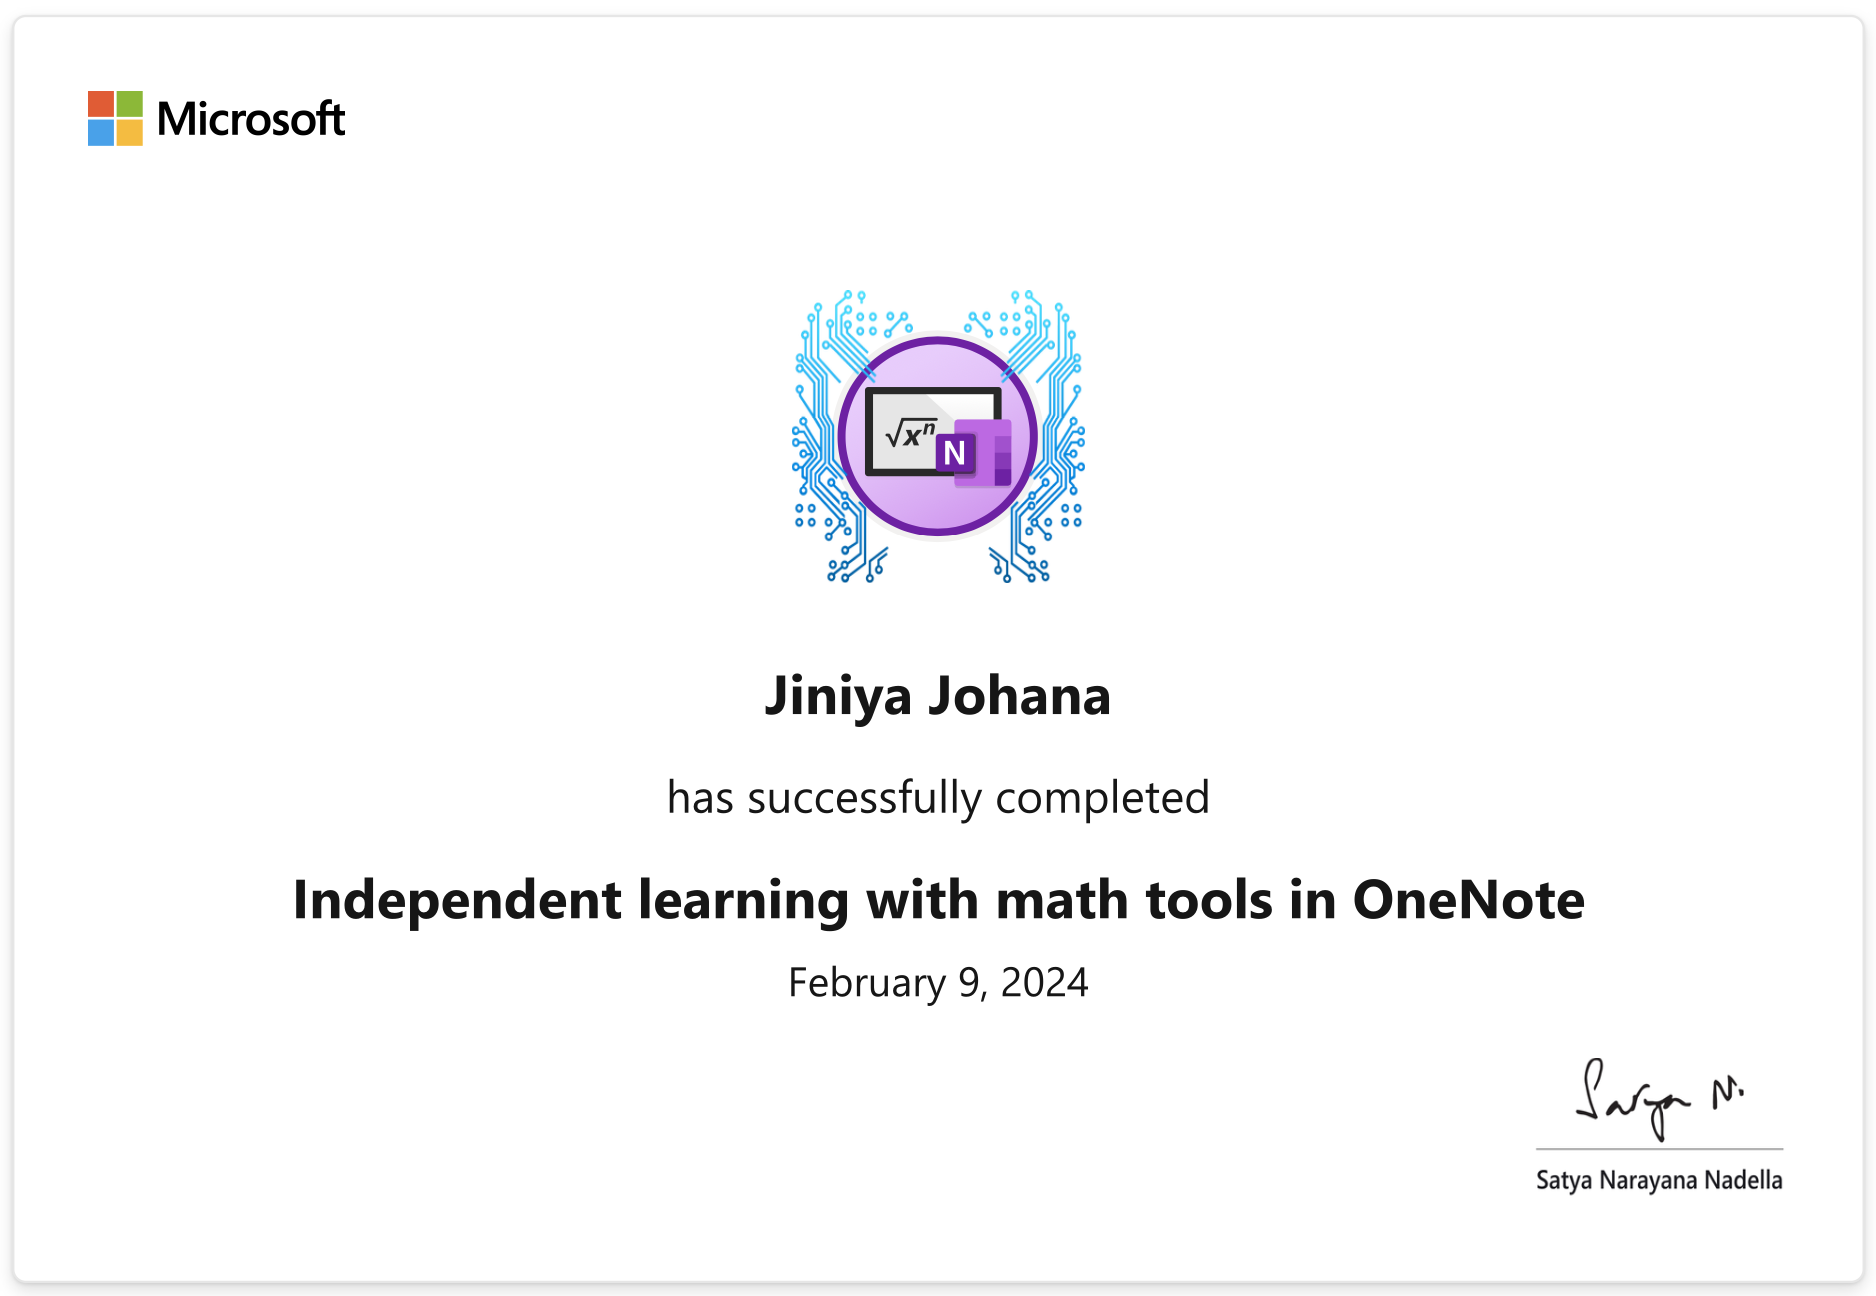 Microsoft
√xⁿ
N
Jiniya Johana
has successfully completed
Independent learning with math tools in OneNote
February 9, 2024
Satya N.
Satya Narayana Nadella